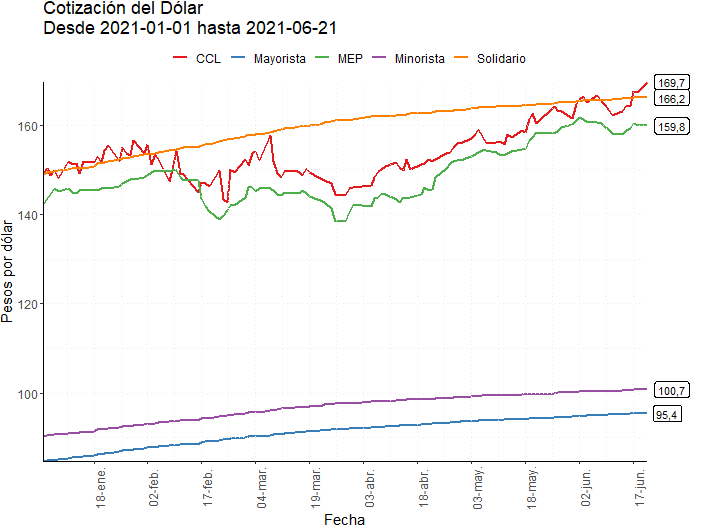 Cotización del Dólar
Desde 2021-01-01 hasta 2021-06-21
CCL Mayorista MEP Minorista Solidario
Pesos por dólar
160
140
120
100
169,7
166,2
159,8
100,7
95,4
18-ene.
02-feb.
17-feb.
04-mar.
19-mar.
03-abr.
18-abr.
03-may.
18-may.
02-jun.
17-jun.
Fecha